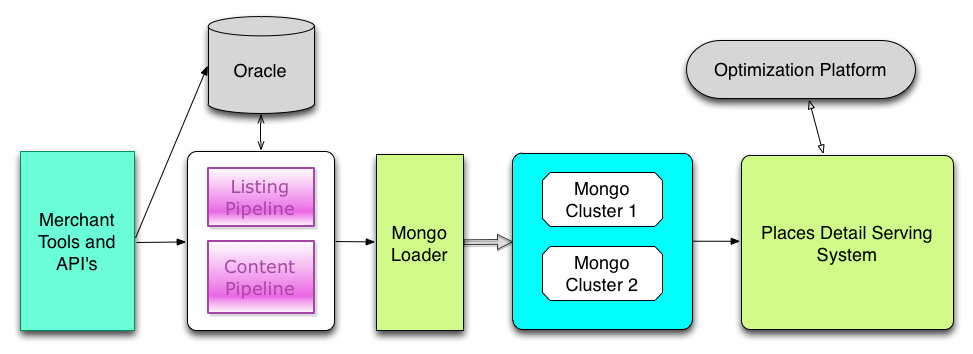 Oracle
Optimization Platform
Merchant
Tools and
API's
Listing
Pipeline
Content
Pipeline
Mongo
Loader
Mongo
Cluster 1
Mongo
Cluster 2
Places Detail Serving
System